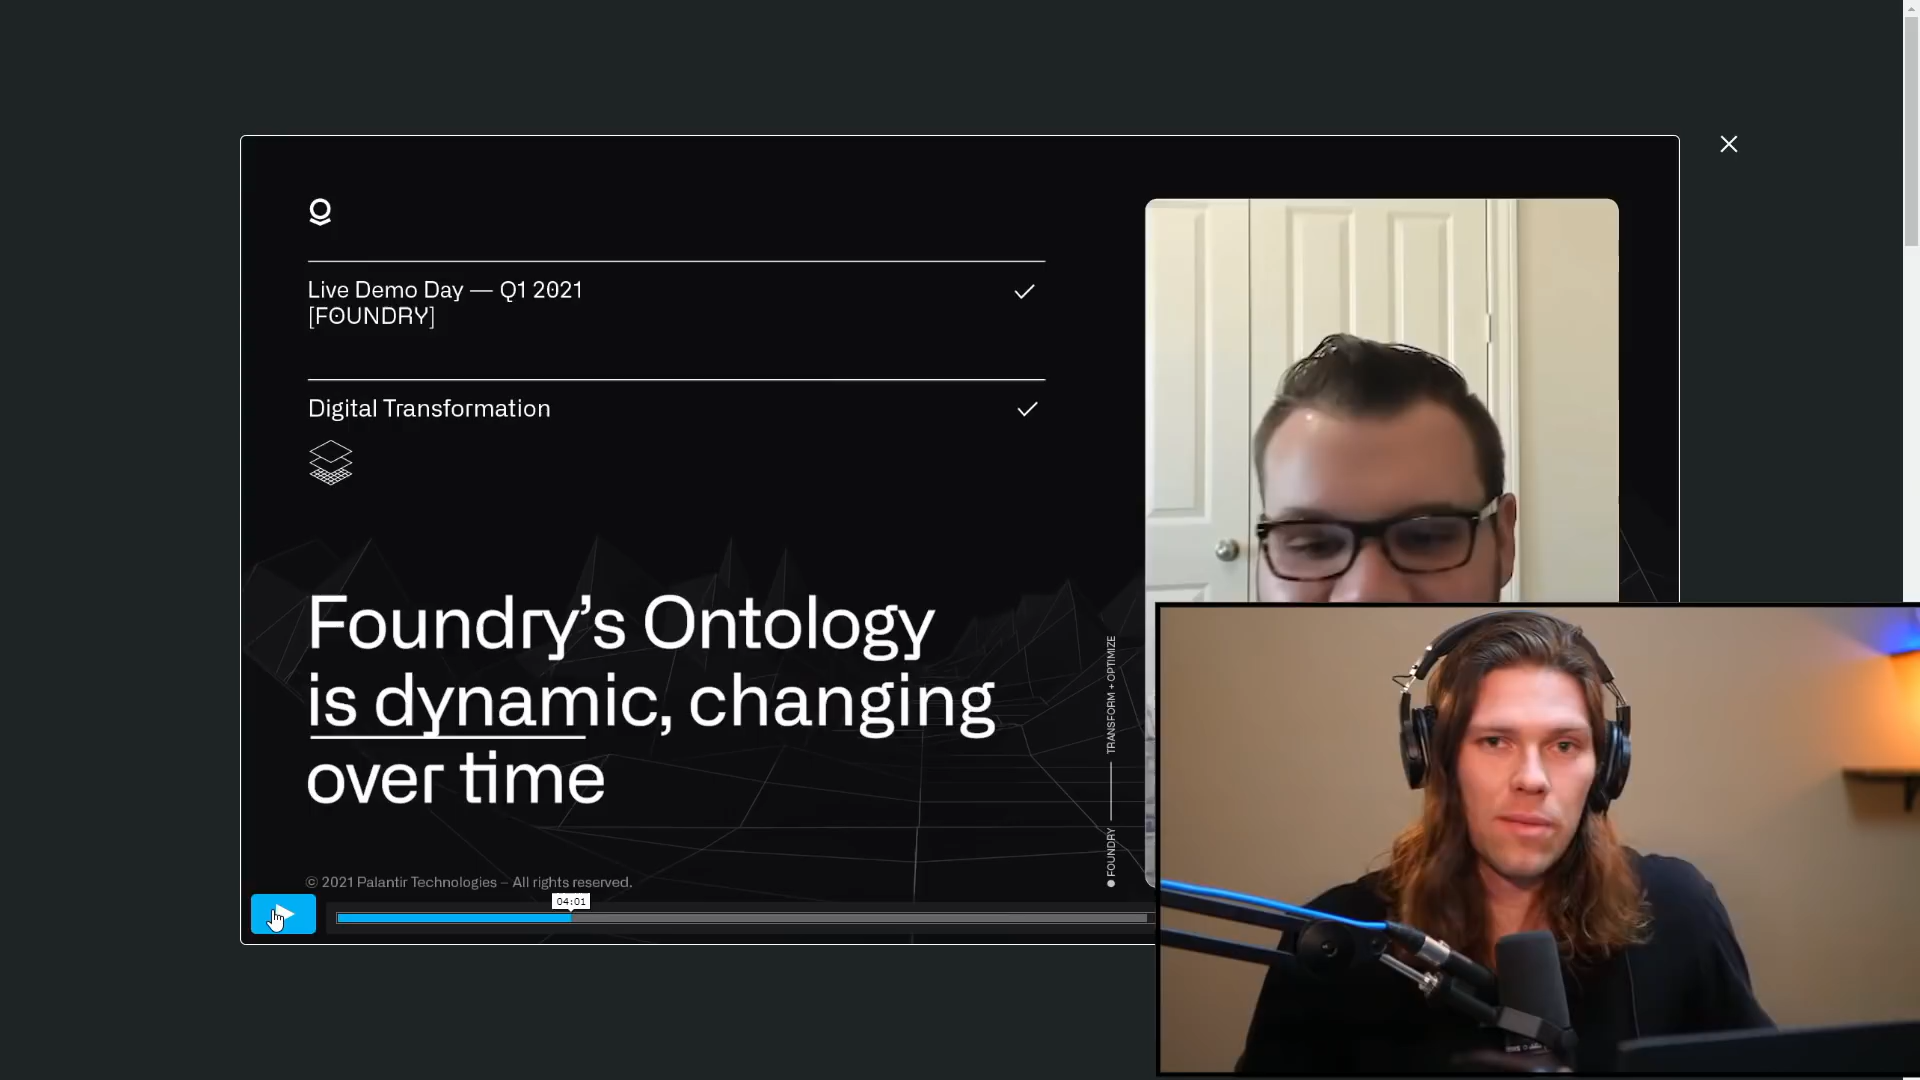 Live Demo Day — Q1 2021
[FOUNDRY]
Digital Transformation
Foundry’s Ontology
is dynamic, changing
over time
FOUNDRY
TRANSFORM + OPTIMIZE
© 2021 Palantir Technologies – All rights reserved.
04:01